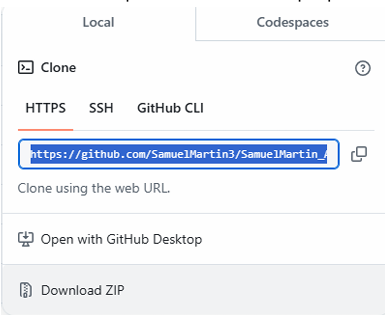 Local Codespaces
Clone
HTTPS SSH GitHub CLI
https://github.com/SamuelMartin3/SamuelMartin_
Clone using the web URL.
Open with GitHub Desktop
Download ZIP